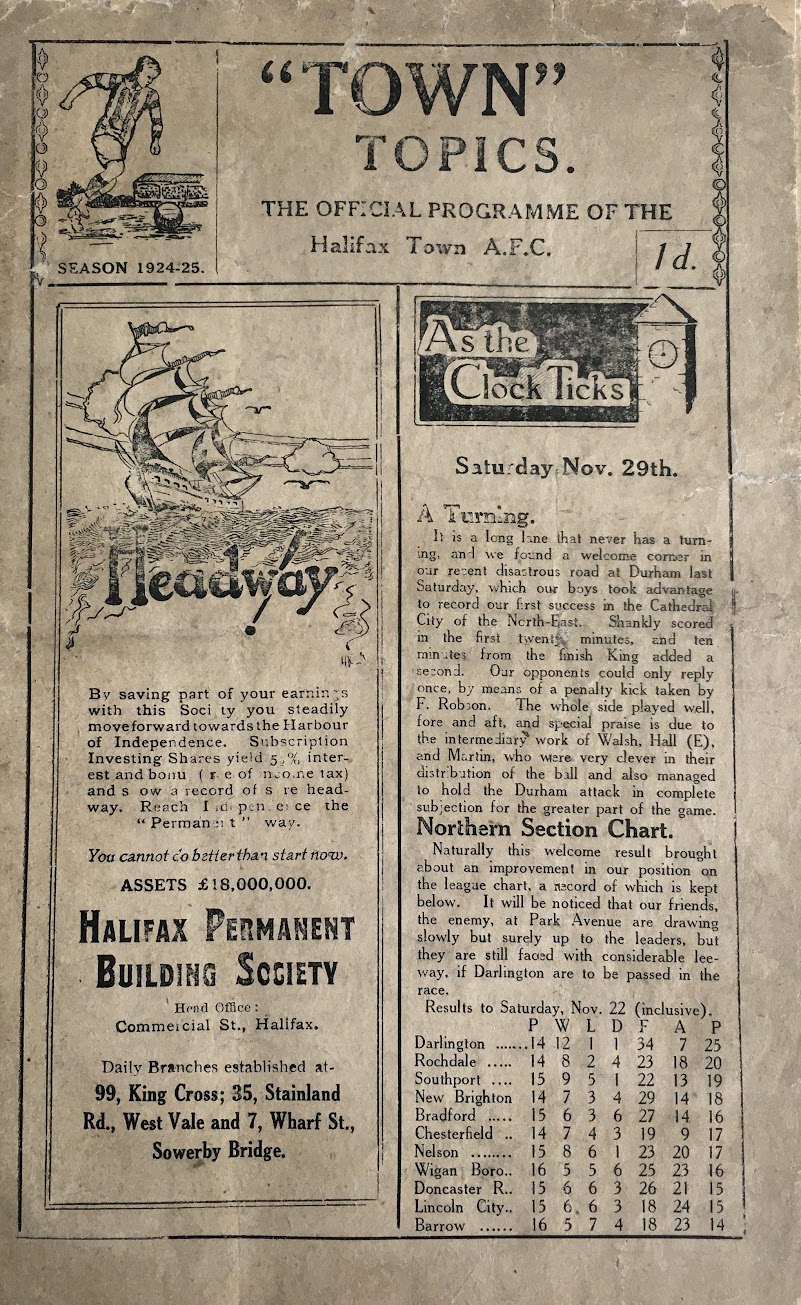 "TOWN"
TOPICS.
THE OFFICIAL PROGRAMME OF THE
Halifax Town A.F.C.
1d.
SEASON 1924-25.
Headway
By saving part of your earnings
with this Soci ty you steadily
move forward towards the Harbour
of Independence. Subscription
Investing Shares yield 5 % inter-
est and bonu ( r e of income tax)
and s ow a record of s re head-
way. Reach I d pen e ce the
"Permanent" way.
You cannot do better than start now.
ASSETS £18,000,000.
HALIFAX PERMANENT
BUILDING SOCIETY
Head Office:
Commercial St., Halifax.
Daily Branches established at-
99, King Cross; 35, Stainland
Rd., West Vale and 7, Wharf St.,
Sowerby Bridge.
As the
Clock Ticks
Saturday Nov. 29th.
A Turning.
It is a long lane that never has a turn-
ing, and we found a welcome corner in
our recent disastrous road at Durham last
Saturday, which our boys took advantage
to record our first success in the Cathedral
City of the North-East. Shankly scored
in the first twenty minutes, and ten
minutes from the finish King added a
second. Our opponents could only reply
once, by means of a penalty kick taken by
F. Robson. The whole side played well,
fore and aft, and special praise is due to
the intermediary work of Walsh, Hall (E),
and Martin, who were very clever in their
distribution of the ball and also managed
to hold the Durham attack in complete
subjection for the greater part of the game.
Northern Section Chart.
Naturally this welcome result brought
about an improvement in our position on
the league chart, a record of which is kept
below. It will be noticed that our friends,
the enemy, at Park Avenue are drawing
slowly but surely up to the leaders, but
they are still faced with considerable lee-
way, if Darlington are to be passed in the
race.
Results to Saturday, Nov. 22 (inclusive).
P W L D F A P
Darlington .......14 12 1 1 34 7 25
Rochdale ..... 14 8 2 4 23 18 20
Southport .... 15 9 5 1 22 13 19
New Brighton 14 7 3 4 29 14 18
Bradford ..... 15 6 3 6 27 14 16
Chesterfield .. 14 7 4 3 19 9 17
Nelson ........ 15 8 6 1 23 20 17
Wigan Boro.. 16 5 5 6 25 23 16
Doncaster R.. 15 6 6 3 26 21 15
Lincoln City.. 15 6 6 3 18 24 15
Barrow ...... 16 5 7 4 18 23 14